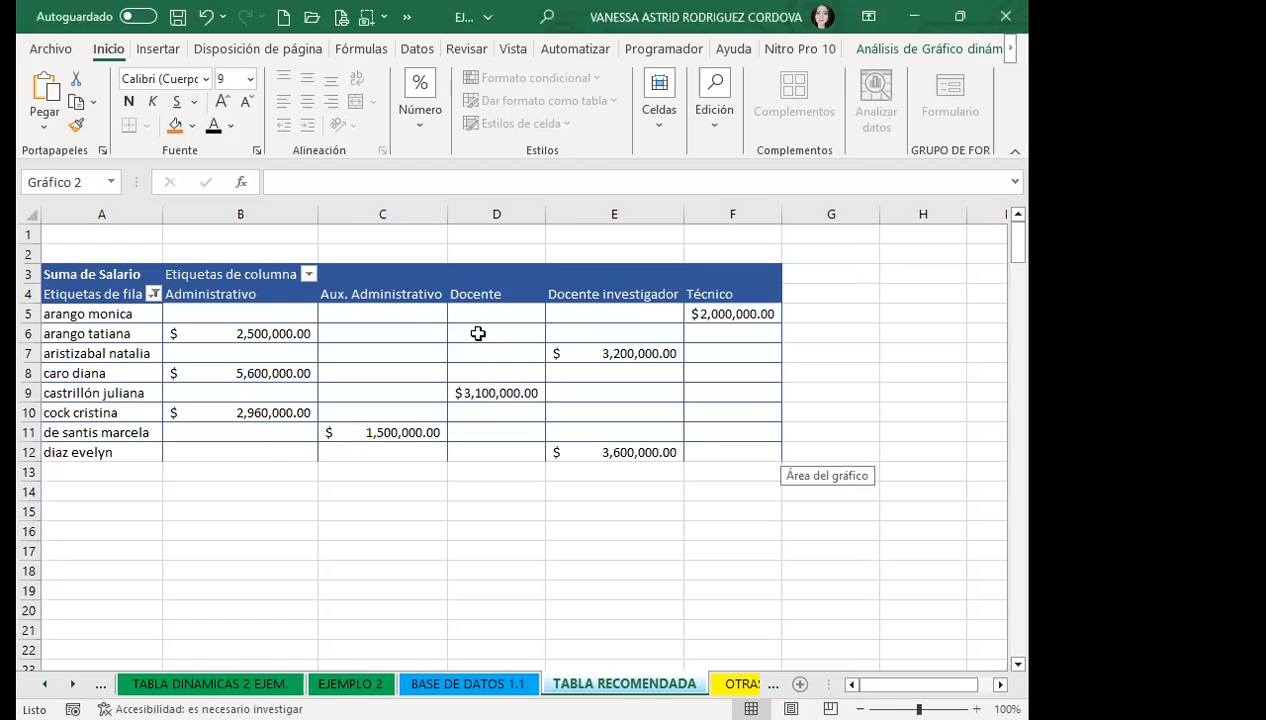 Autoguardado EJ... VANESSA ASTRID RODRIGUEZ CORDOVA
Archivo Inicio Insertar Disposición de página Fórmulas Datos Revisar Vista Automatizar Programador Ayuda Nitro Pro 10 Análisis de Gráfico dinám
Calibri (Cuerpc 9 Formato condicional
Pegar Número Dar formato como tabla Celdas Edición Complementos Analizar datos Formulario
N K S Estilos de celda
Portapapeles Fuente Alineación Estilos Complementos GRUPO DE FOR
Gráfico 2 fx
A B C D E F G H I
1
2
3 Suma de Salario Etiquetas de columna
4 Etiquetas de fila Administrativo Aux. Administrativo Docente Docente investigador Técnico
5 arango monica $2,000,000.00
6 arango tatiana $ 2,500,000.00
7 aristizabal natalia $ 3,200,000.00
8 caro diana $ 5,600,000.00
9 castrillón juliana $3,100,000.00
10 cock cristina $ 2,960,000.00
11 de santis marcela $ 1,500,000.00
12 diaz evelyn $ 3,600,000.00
13 Área del gráfico
14
15
16
17
18
19
20
21
22
23
... TABLA DINAMICAS 2 EJEM. EJEMPLO 2 BASE DE DATOS 1.1 TABLA RECOMENDADA OTRAS ...
Listo Accesibilidad: es necesario investigar 100%